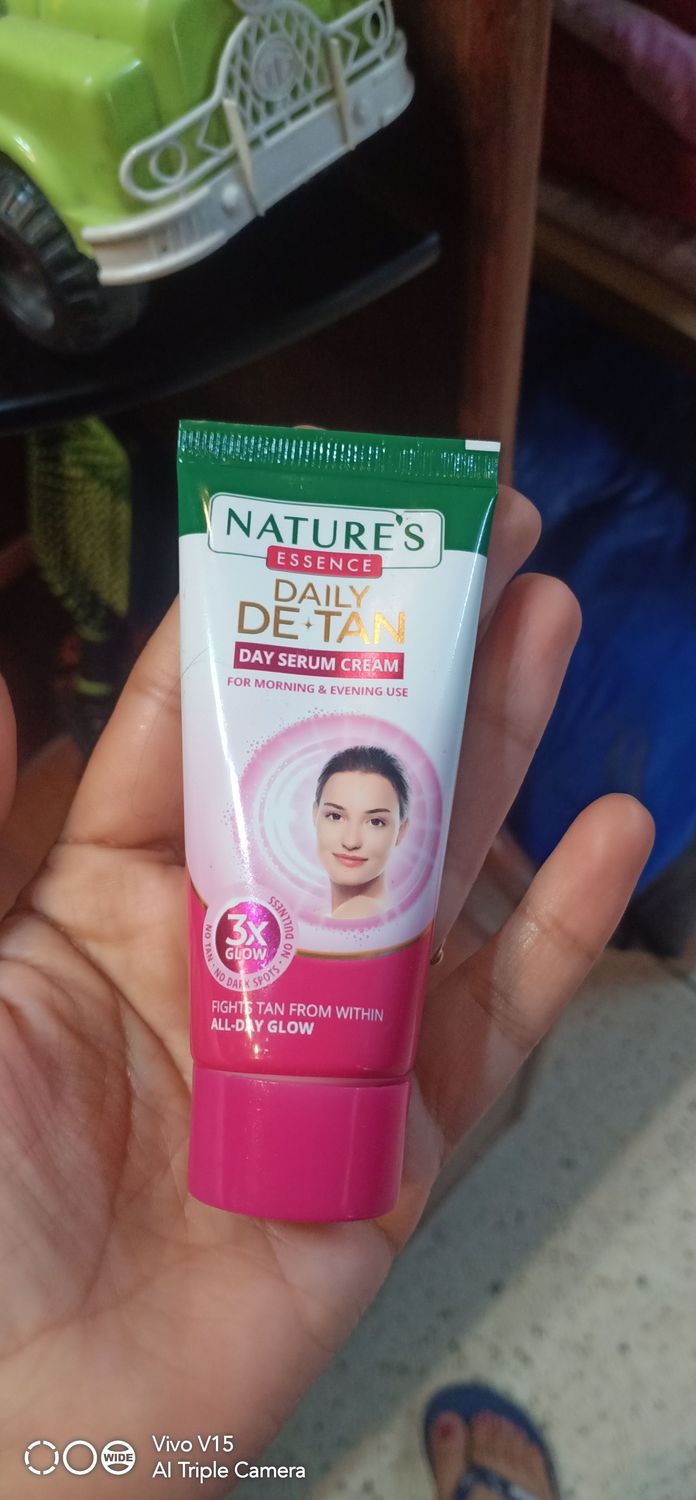 NATURE'S
ESSENCE
DAILY
DE-TAN
DAY SERUM CREAM
FOR MORNING & EVENING USE
3X
GLOW
NO TAN • NO DARK SPOTS • NO DULLNESS
FIGHTS TAN FROM WITHIN
ALL-DAY GLOW
WIDE
Vivo V15
AI Triple Camera